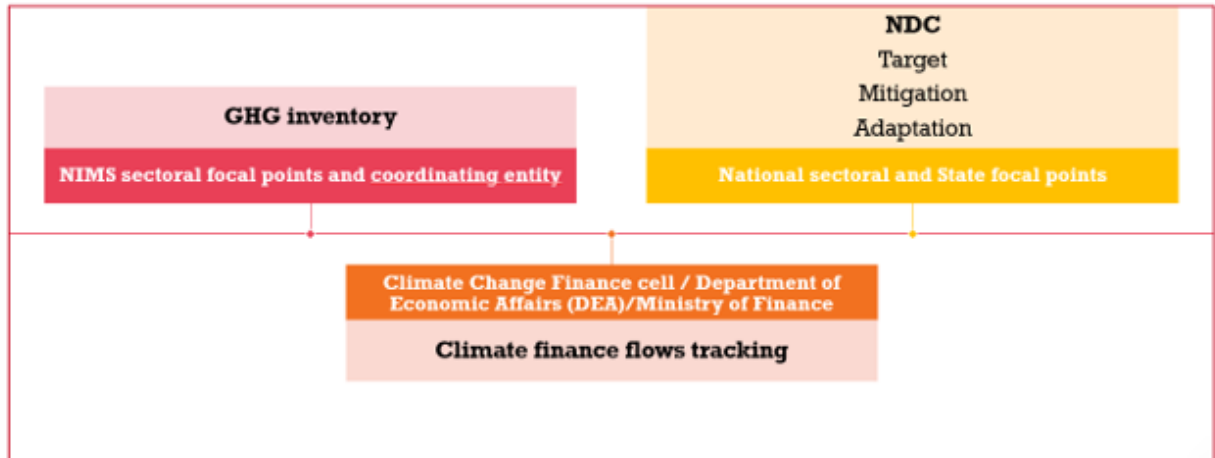 GHG inventory
NIMS sectoral focal points and coordinating entity
NDC
Target
Mitigation
Adaptation
National sectoral and State focal points
Climate Change Finance cell / Department of
Economic Affairs (DEA)/Ministry of Finance
Climate finance flows tracking